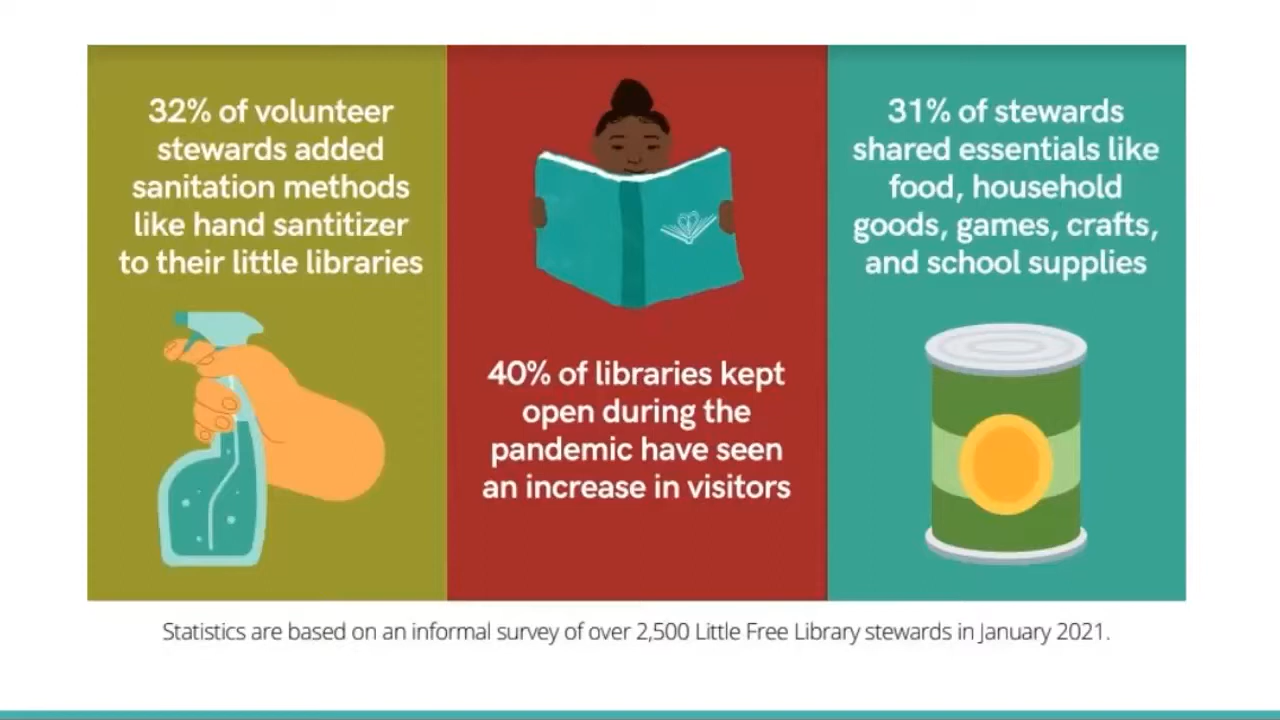 32% of volunteer
stewards added
sanitation methods
like hand santitizer
to their little libraries
40% of libraries kept
open during the
pandemic have seen
an increase in visitors
31% of stewards
shared essentials like
food, household
goods, games, crafts,
and school supplies
Statistics are based on an informal survey of over 2,500 Little Free Library stewards in January 2021.